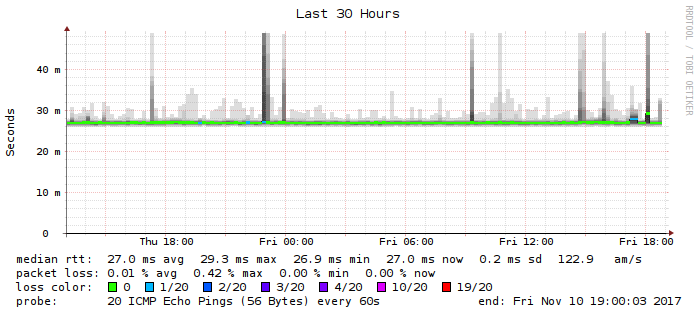 Last 30 Hours
RRDTOOL / TOBI OETIKER
Seconds
40 m
30 m
20 m
10 m
0
Thu 18:00 Fri 00:00 Fri 06:00 Fri 12:00 Fri 18:00
median rtt: 27.0 ms avg 29.3 ms max 26.9 ms min 27.0 ms now 0.2 ms sd 122.9 am/s
packet loss: 0.01 % avg 0.42 % max 0.00 % min 0.00 % now
loss color: 0 1/20 2/20 3/20 4/20 10/20 19/20
probe: 20 ICMP Echo Pings (56 Bytes) every 60s end: Fri Nov 10 19:00:03 2017